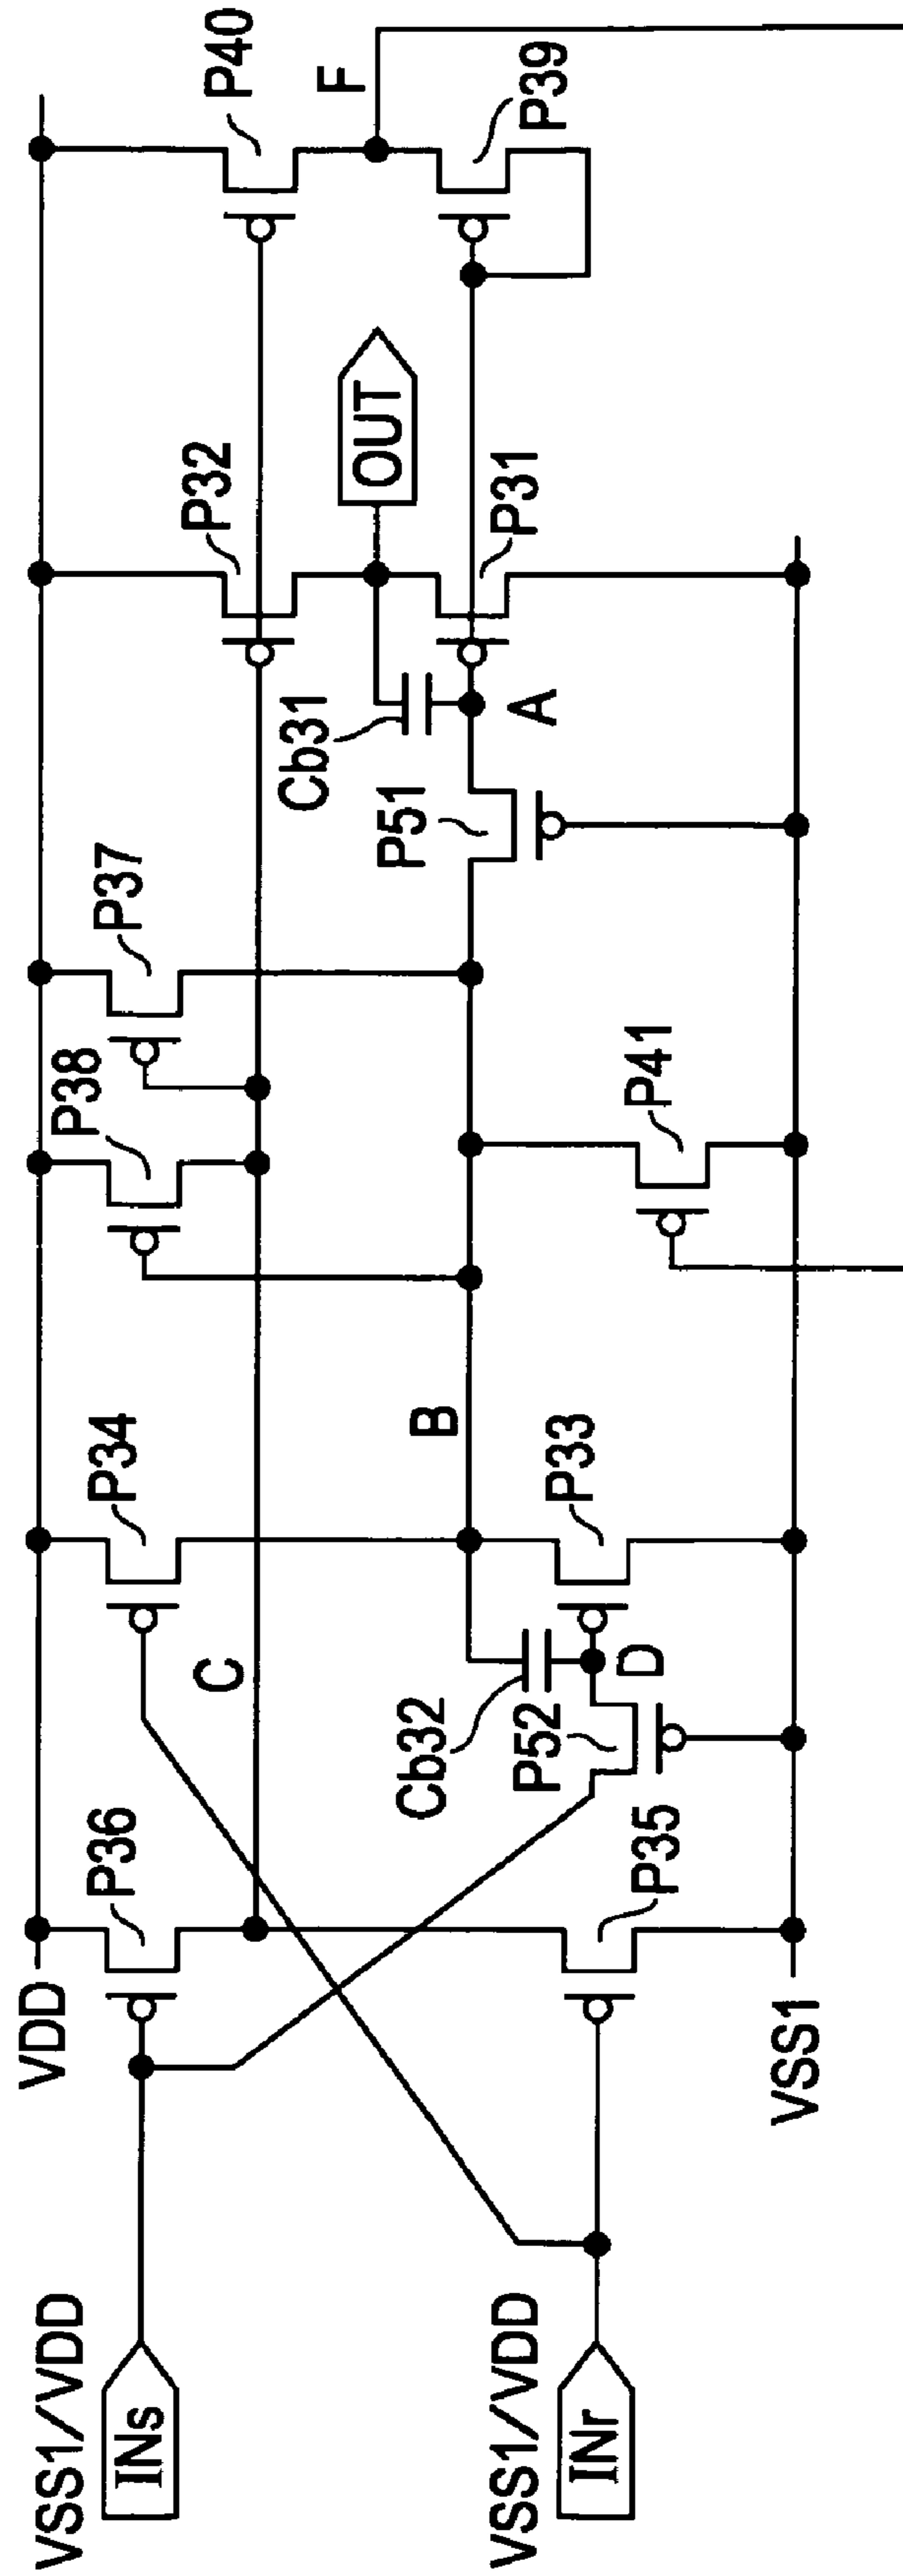 VSS1/VDD
INs
VSS1/VDD
INr
VDD
VSS1
P36
P35
C
P34
P33
Cb32
P52
D
B
P38
P37
P41
P51
Cb31
A
P32
P31
OUT
P40
F
P39